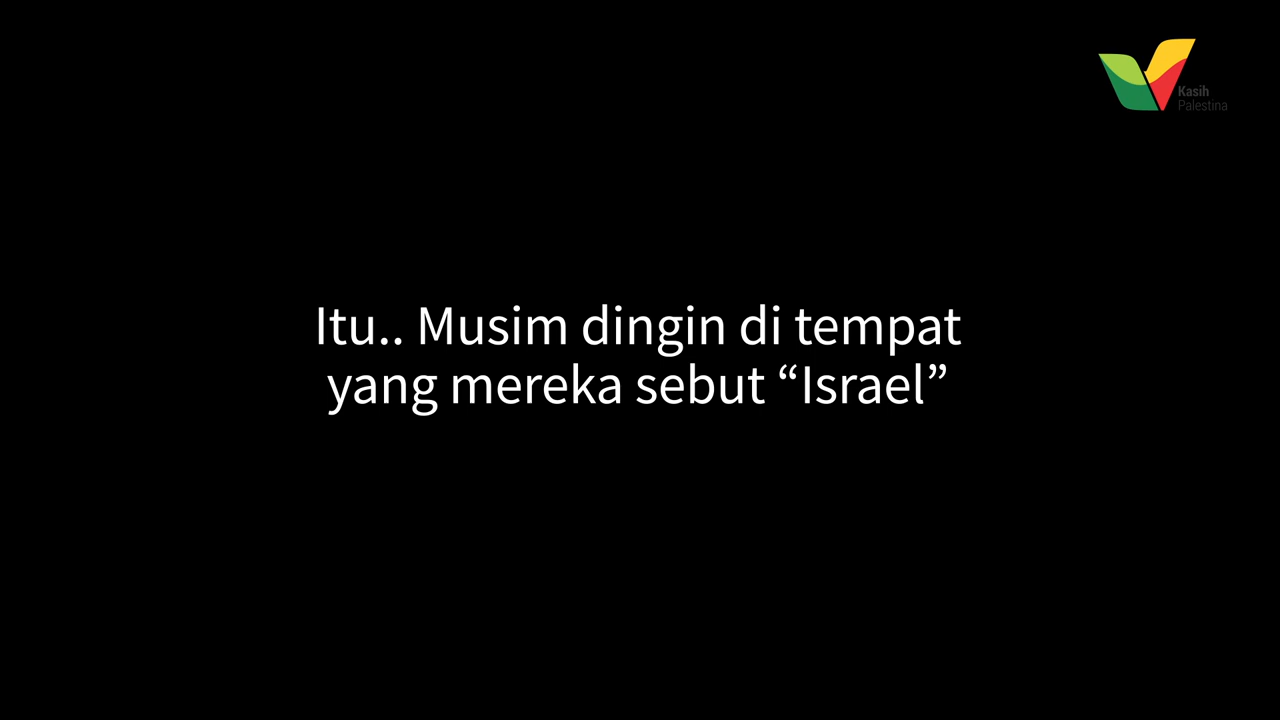 Kasih
Palestina
Itu.. Musim dingin di tempat
yang mereka sebut “Israel”